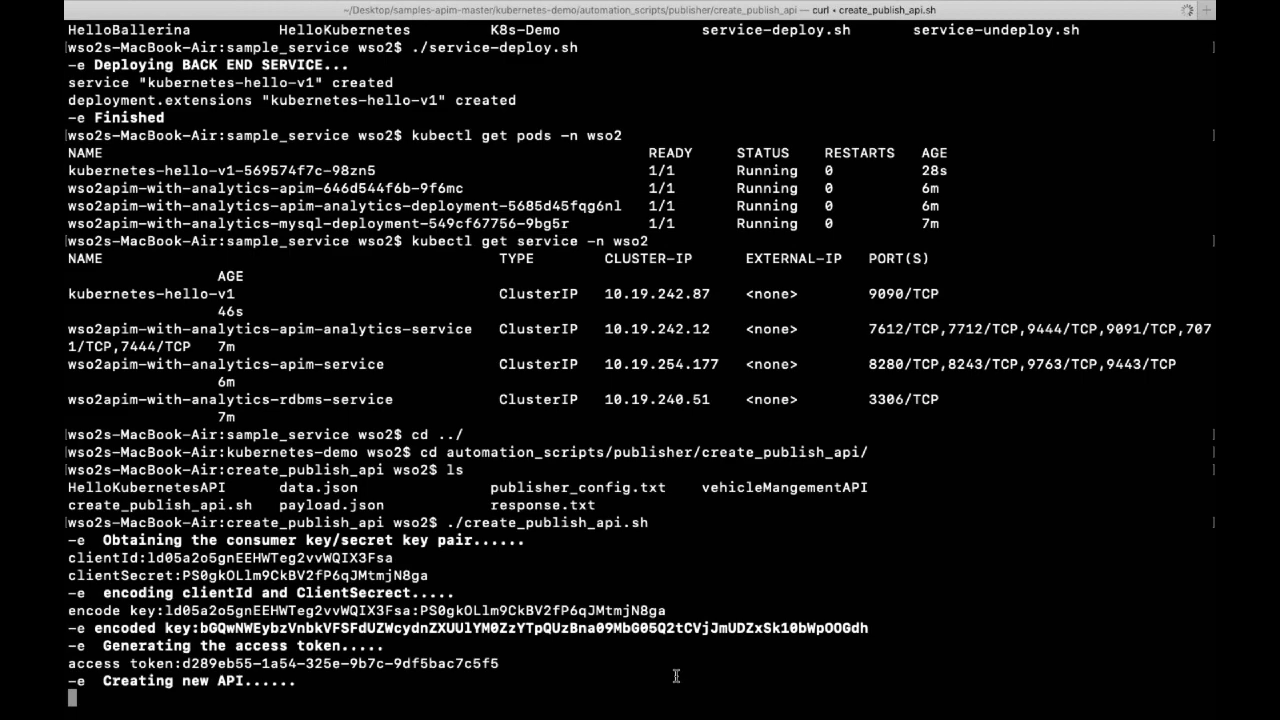 ~/Desktop/samples-apim-master/kubernetes-demo/automation_scripts/publisher/create_publish_api — curl • create_publish_api.sh
HelloBallerina HelloKubernetes K8s-Demo service-deploy.sh service-undeploy.sh
wso2s-MacBook-Air:sample_service wso2$ ./service-deploy.sh
-e Deploying BACK END SERVICE...
service "kubernetes-hello-v1" created
deployment.extensions "kubernetes-hello-v1" created
-e Finished
wso2s-MacBook-Air:sample_service wso2$ kubectl get pods -n wso2
NAME READY STATUS RESTARTS AGE
kubernetes-hello-v1-569574f7c-98zn5 1/1 Running 0 28s
wso2apim-with-analytics-apim-646d544f6b-9f6mc 1/1 Running 0 6m
wso2apim-with-analytics-apim-analytics-deployment-5685d45fqg6nl 1/1 Running 0 6m
wso2apim-with-analytics-mysql-deployment-549cf67756-9bg5r 1/1 Running 0 7m
wso2s-MacBook-Air:sample_service wso2$ kubectl get service -n wso2
NAME TYPE CLUSTER-IP EXTERNAL-IP PORT(S)
AGE
kubernetes-hello-v1 ClusterIP 10.19.242.87 <none> 9090/TCP
46s
wso2apim-with-analytics-apim-analytics-service ClusterIP 10.19.242.12 <none> 7612/TCP,7712/TCP,9444/TCP,9091/TCP,707
1/TCP,7444/TCP 7m
wso2apim-with-analytics-apim-service ClusterIP 10.19.254.177 <none> 8280/TCP,8243/TCP,9763/TCP,9443/TCP
6m
wso2apim-with-analytics-rdbms-service ClusterIP 10.19.240.51 <none> 3306/TCP
7m
wso2s-MacBook-Air:sample_service wso2$ cd ../
wso2s-MacBook-Air:kubernetes-demo wso2$ cd automation_scripts/publisher/create_publish_api/
wso2s-MacBook-Air:create_publish_api wso2$ ls
HelloKubernetesAPI data.json publisher_config.txt vehicleMangementAPI
create_publish_api.sh payload.json response.txt
wso2s-MacBook-Air:create_publish_api wso2$ ./create_publish_api.sh
-e Obtaining the consumer key/secret key pair......
clientId:ld05a2o5gnEEHWTeg2vvWQIX3Fsa
clientSecret:PS0gkOLlm9CkBV2fP6qJMtmjN8ga
-e encoding clientId and ClientSecrect.....
encode key:ld05a2o5gnEEHWTeg2vvWQIX3Fsa:PS0gkOLlm9CkBV2fP6qJMtmjN8ga
-e encoded key:bGQwNWEybzVnbkVFSFdUZWcydnZXUUlYM0ZzYTpQUzBna09MbG05Q2tCVjJmUDZxSk10bWpOOGdh
-e Generating the access token.....
access token:d289eb55-1a54-325e-9b7c-9df5bac7c5f5
-e Creating new API......